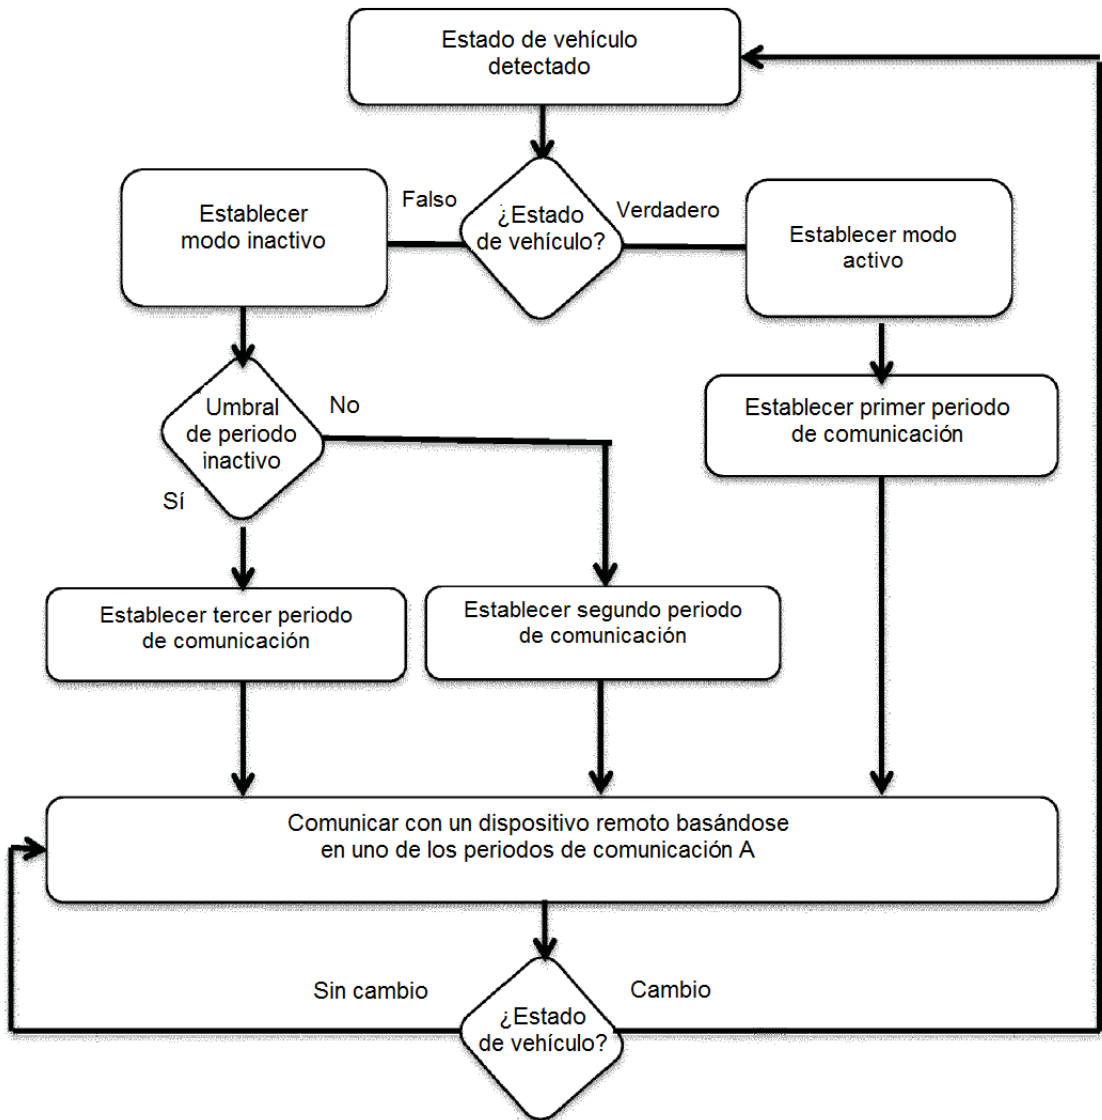 Estado de vehículo
detectado
Falso
¿Estado
de vehículo?
Verdadero
Establecer
modo inactivo
Establecer modo
activo
Umbral
de periodo
inactivo
No
Sí
Establecer primer periodo
de comunicación
Establecer tercer periodo
de comunicación
Establecer segundo periodo
de comunicación
Comunicar con un dispositivo remoto basándose
en uno de los periodos de comunicación A
Sin cambio
Cambio
¿Estado
de vehículo?